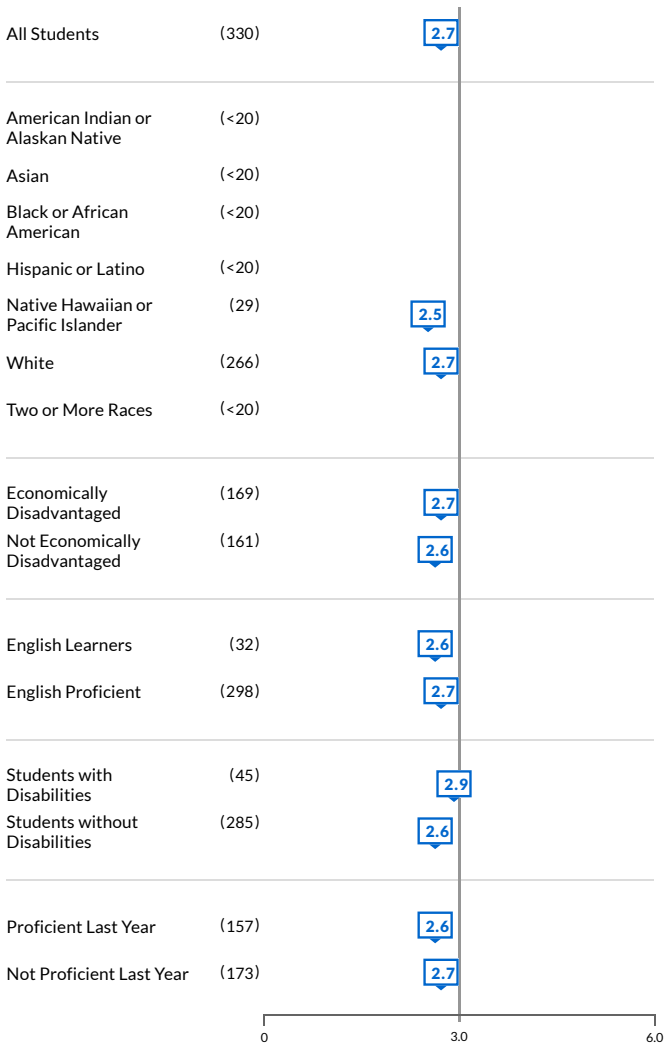 All Students (330) 2.7
American Indian or (<20)
Alaskan Native
Asian (<20)
Black or African (<20)
American
Hispanic or Latino (<20)
Native Hawaiian or (29) 2.5
Pacific Islander
White (266) 2.7
Two or More Races (<20)
Economically (169) 2.7
Disadvantaged
Not Economically (161) 2.6
Disadvantaged
English Learners (32) 2.6
English Proficient (298) 2.7
Students with (45) 2.9
Disabilities
Students without (285) 2.6
Disabilities
Proficient Last Year (157) 2.6
Not Proficient Last Year (173) 2.7
0 3.0 6.0